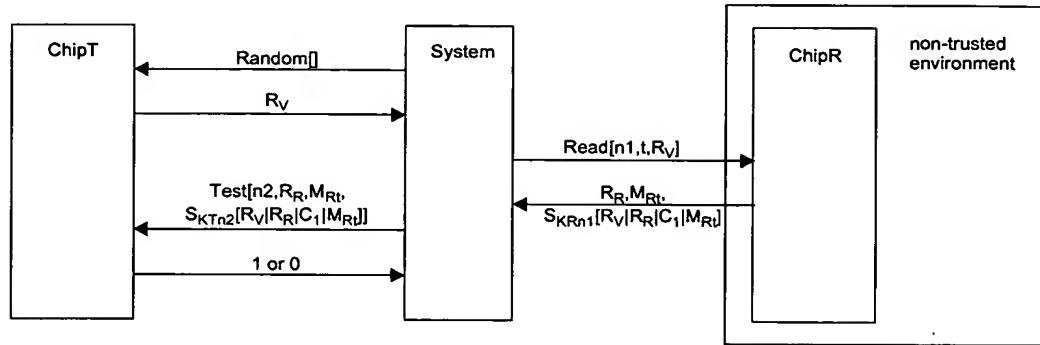 ChipT
System
ChipR
non-trusted
environment
Random[]
R_V
Read[n1,t,R_V]
Test[n2,R_R,M_Rt,
S_KTn2[R_V|R_R|C_1|M_Rt]]
R_R,M_Rt,
S_KRn1[R_V|R_R|C_1|M_Rt]
1 or 0